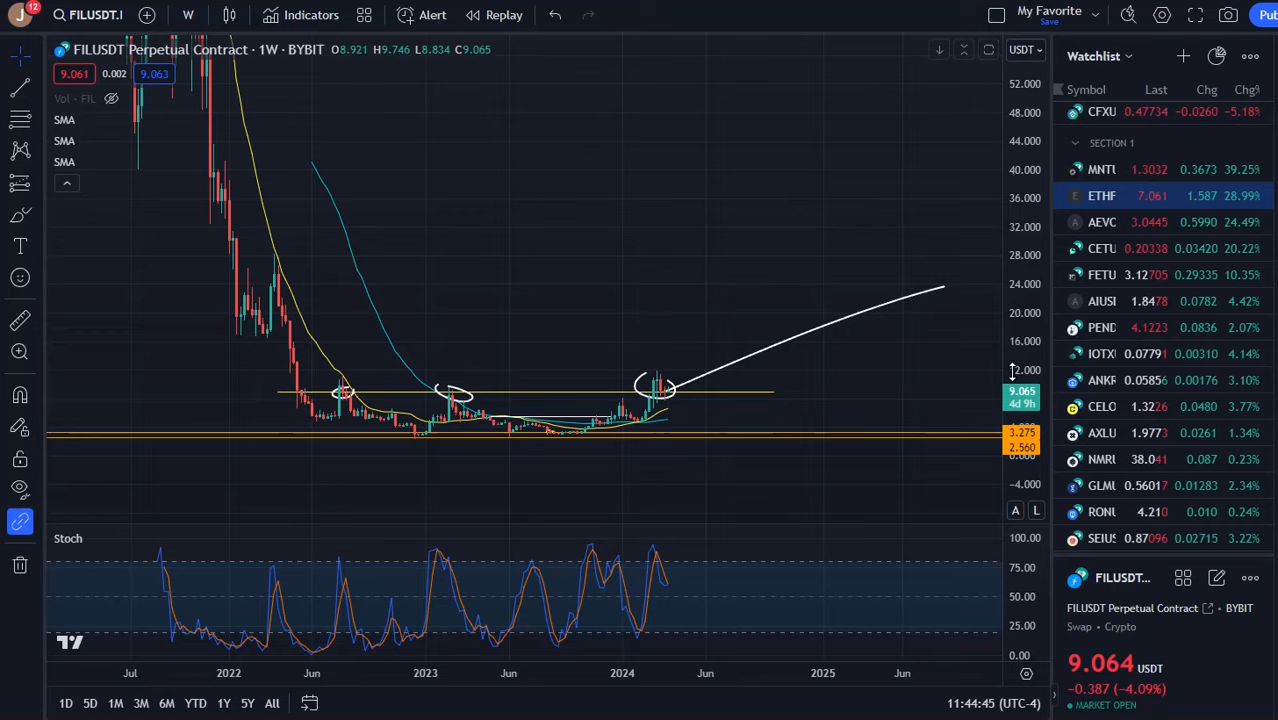 J 12 FILUSDT.I W Indicators Alert Replay My Favorite Save Pub
FILUSDT Perpetual Contract · 1W · BYBIT O8.921 H9.746 L8.834 C9.065 USDT
9.061 0.002 9.063
Vol · FIL
SMA
SMA
SMA
52.000
48.000
44.000
40.000
36.000
32.000
28.000
24.000
20.000
16.000
2.000
9.065
4d 9h
3.275
2.560
0.000
−4.000
A L
Stoch
100.00
75.00
50.00
25.00
0.00
Jul 2022 Jun 2023 Jun 2024 Jun 2025 Jun
1D 5D 1M 3M 6M YTD 1Y 5Y All 11:44:45 (UTC-4)
Watchlist
Symbol Last Chg Chg%
CFXU 0.47734 −0.0260 −5.18%
SECTION 1
MNTU 1.3032 0.3673 39.25%
ETHF 7.061 1.587 28.99%
AEVC 3.0445 0.5990 24.49%
CETU 0.20338 0.03420 20.22%
FETU 3.12705 0.29335 10.35%
AIUSI 1.8478 0.0782 4.42%
PEND 4.1223 0.0836 2.07%
IOTX 0.07791 0.00310 4.14%
ANKR 0.05856 0.00176 3.10%
CELO 1.3226 0.0480 3.77%
AXLU 1.9773 0.0261 1.34%
NMR 38.041 0.087 0.23%
GLMU 0.56017 0.01283 2.34%
RONU 4.210 0.010 0.24%
SEIUS 0.87096 0.02715 3.22%
FILUSDT...
FILUSDT Perpetual Contract · BYBIT
Swap · Crypto
9.064 USDT
−0.387 (−4.09%)
MARKET OPEN